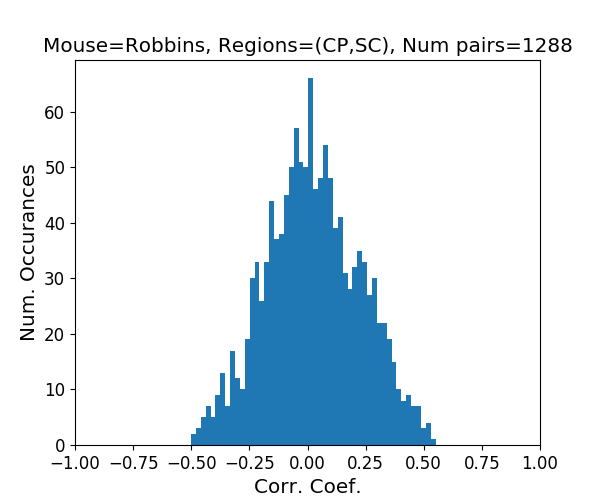 Mouse=Robbins, Regions=(CP,SC), Num pairs=1288
60
50
40
30
20
10
0
Num. Occurances
−1.00 −0.75 −0.50 −0.25 0.00 0.25 0.50 0.75 1.00
Corr. Coef.